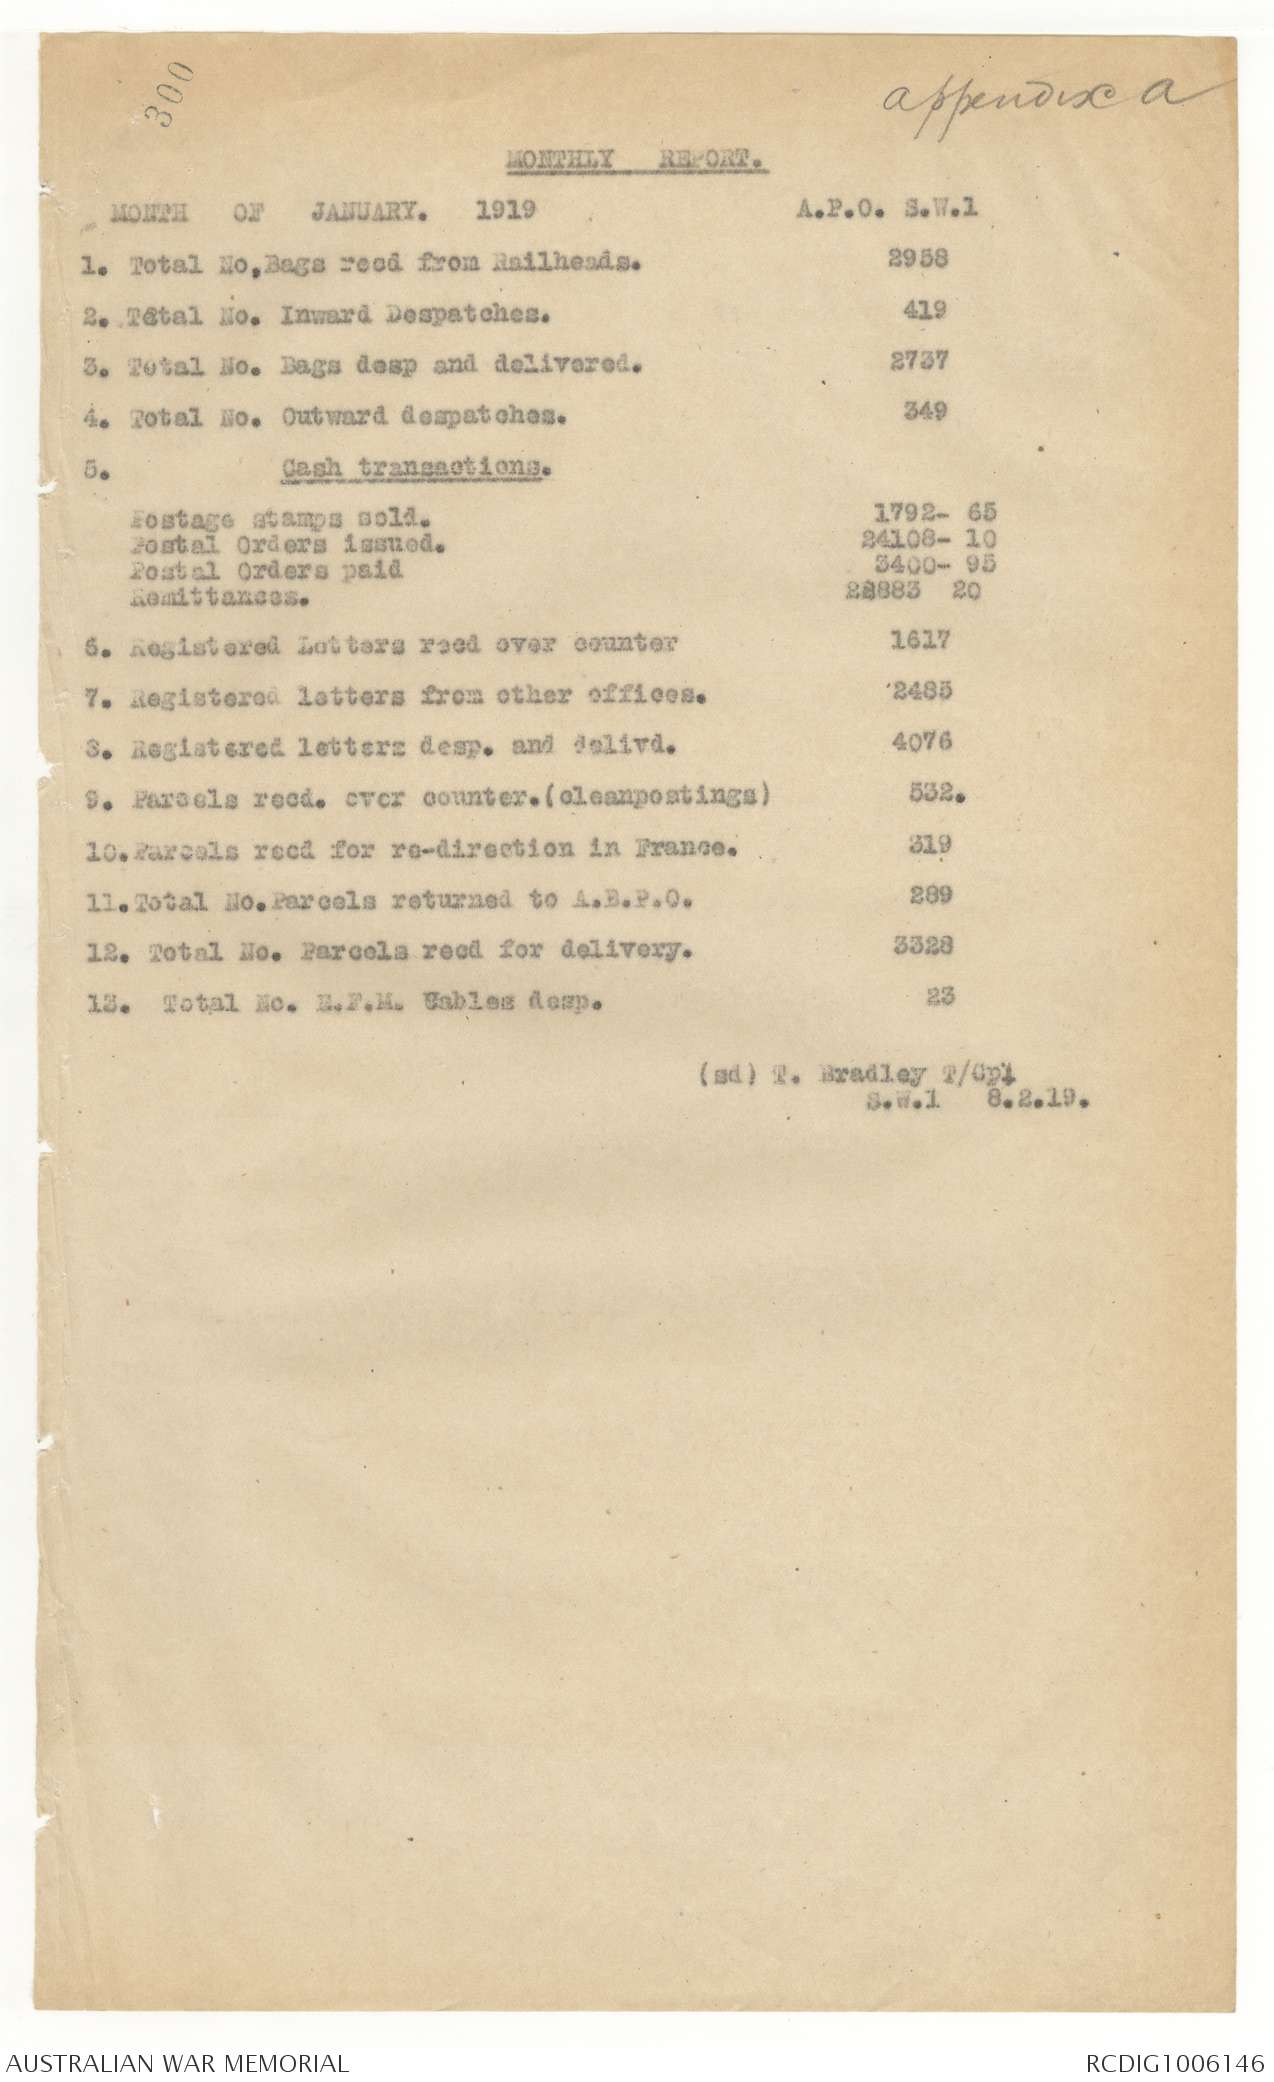 300
appendix a
MONTHLY REPORT.
MONTH OF JANUARY. 1919 A.P.O. S.W.1
1. Total No,Bags recd from Railheads. 2958
2. Total No. Inward Despatches. 419
3. Total No. Bags desp and delivered. 2737
4. Total No. Outward despatches. 349
5. Cash transactions.
Postage stamps sold. 1792- 65
Postal Orders issued. 24108- 10
Postal Orders paid 3400- 95
Remittances. 20
6. Registered Letters recd over counter 1617
7. Registered letters from other offices. 2485
8. Registered letters desp. and delivd. 4076
9. Parcels recd. over counter.(cleanpostings) 532.
10.Parcels recd for re-direction in France. 319
11.Total No.Parcels returned to A.B.P.O. 289
12. Total No. Parcels recd for delivery. 3328
13. Total No. E.F.M. Cables desp. 23
(sd) T. Bradley T/Cpl
S.W.1 8.2.19.
AUSTRALIAN WAR MEMORIAL RCDIG1006146